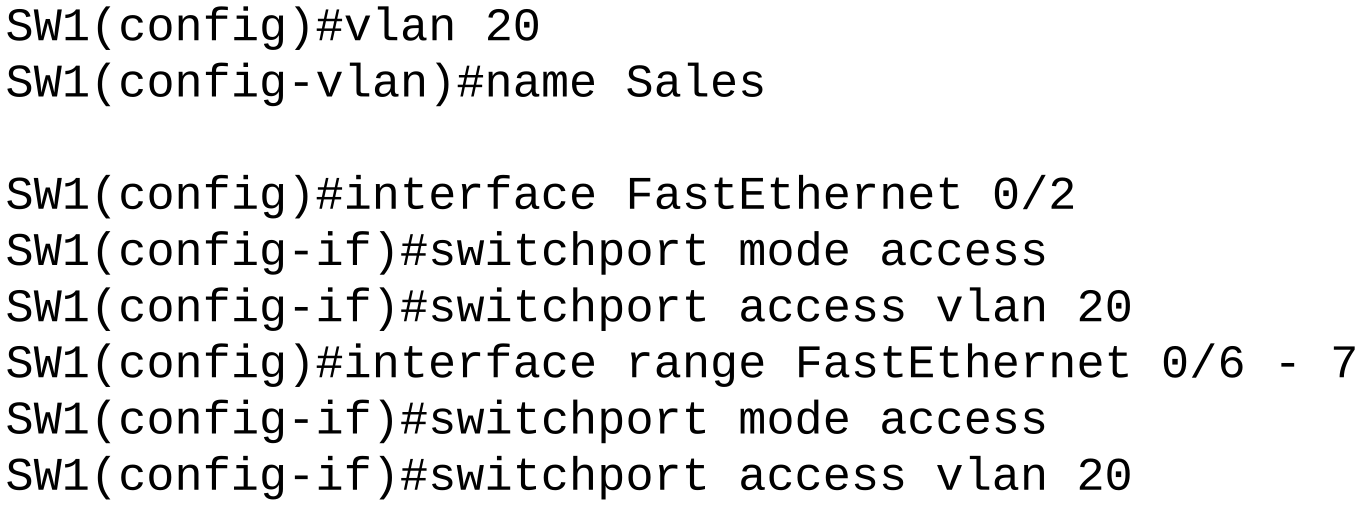 SW1(config)#vlan 20
SW1(config-vlan)#name Sales
SW1(config)#interface FastEthernet 0/2
SW1(config-if)#switchport mode access
SW1(config-if)#switchport access vlan 20
SW1(config)#interface range FastEthernet 0/6 - 7
SW1(config-if)#switchport mode access
SW1(config-if)#switchport access vlan 20